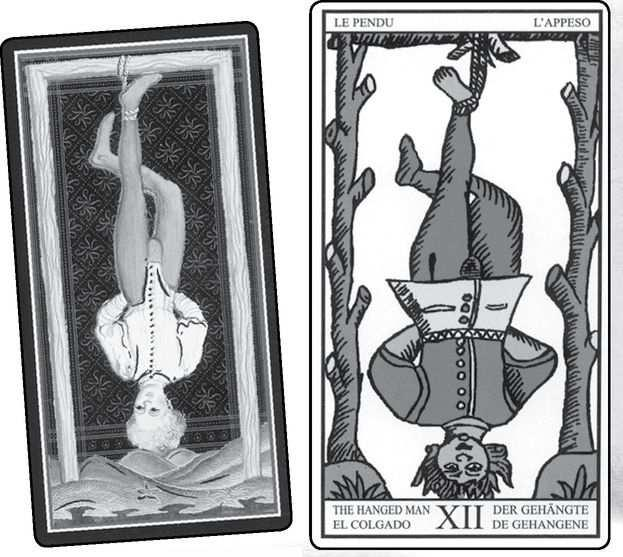 LE PENDU
L'APPESO
THE HANGED MAN
EL COLGADO
XII
DER GEHÄNGTE
DE GEHANGENE